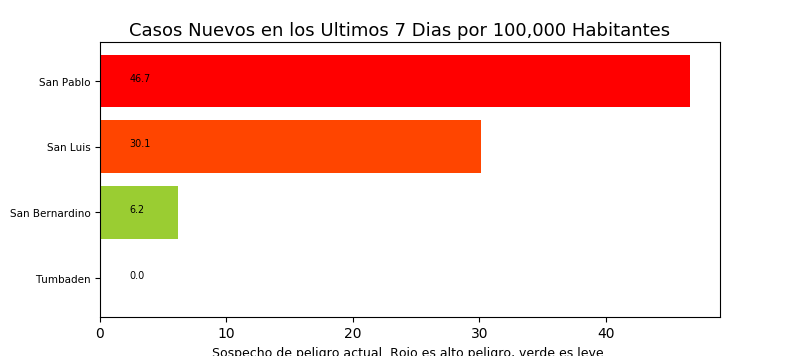 Casos Nuevos en los Ultimos 7 Dias por 100,000 Habitantes
San Pablo 46.7
San Luis 30.1
San Bernardino 6.2
Tumbaden 0.0
0 10 20 30 40
Sospecho de peligro actual. Rojo es alto peligro, verde es leve